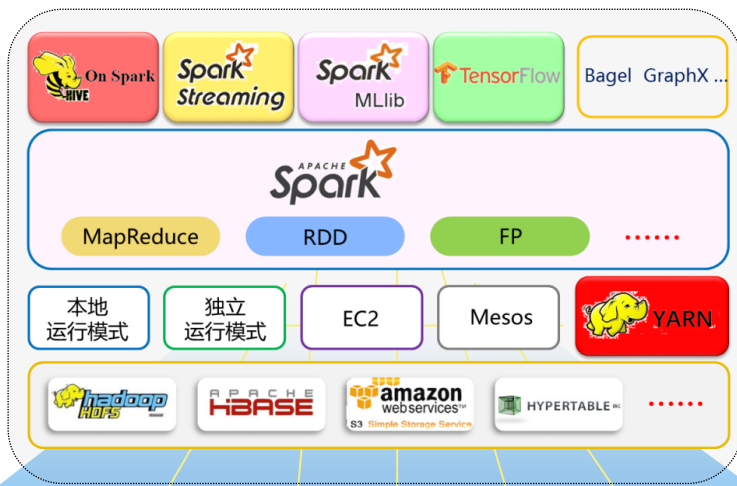 On Spark
HIVE
Spark
Streaming
Spark
MLlib
TensorFlow
Bagel GraphX ...
APACHE
Spark
MapReduce
RDD
FP
......
本地
运行模式
独立
运行模式
EC2
Mesos
YARN
hadoop
HDFS
APACHE
HBASE
amazon
webservices™
S3 Simple Storage Service
HYPERTABLE INC
......